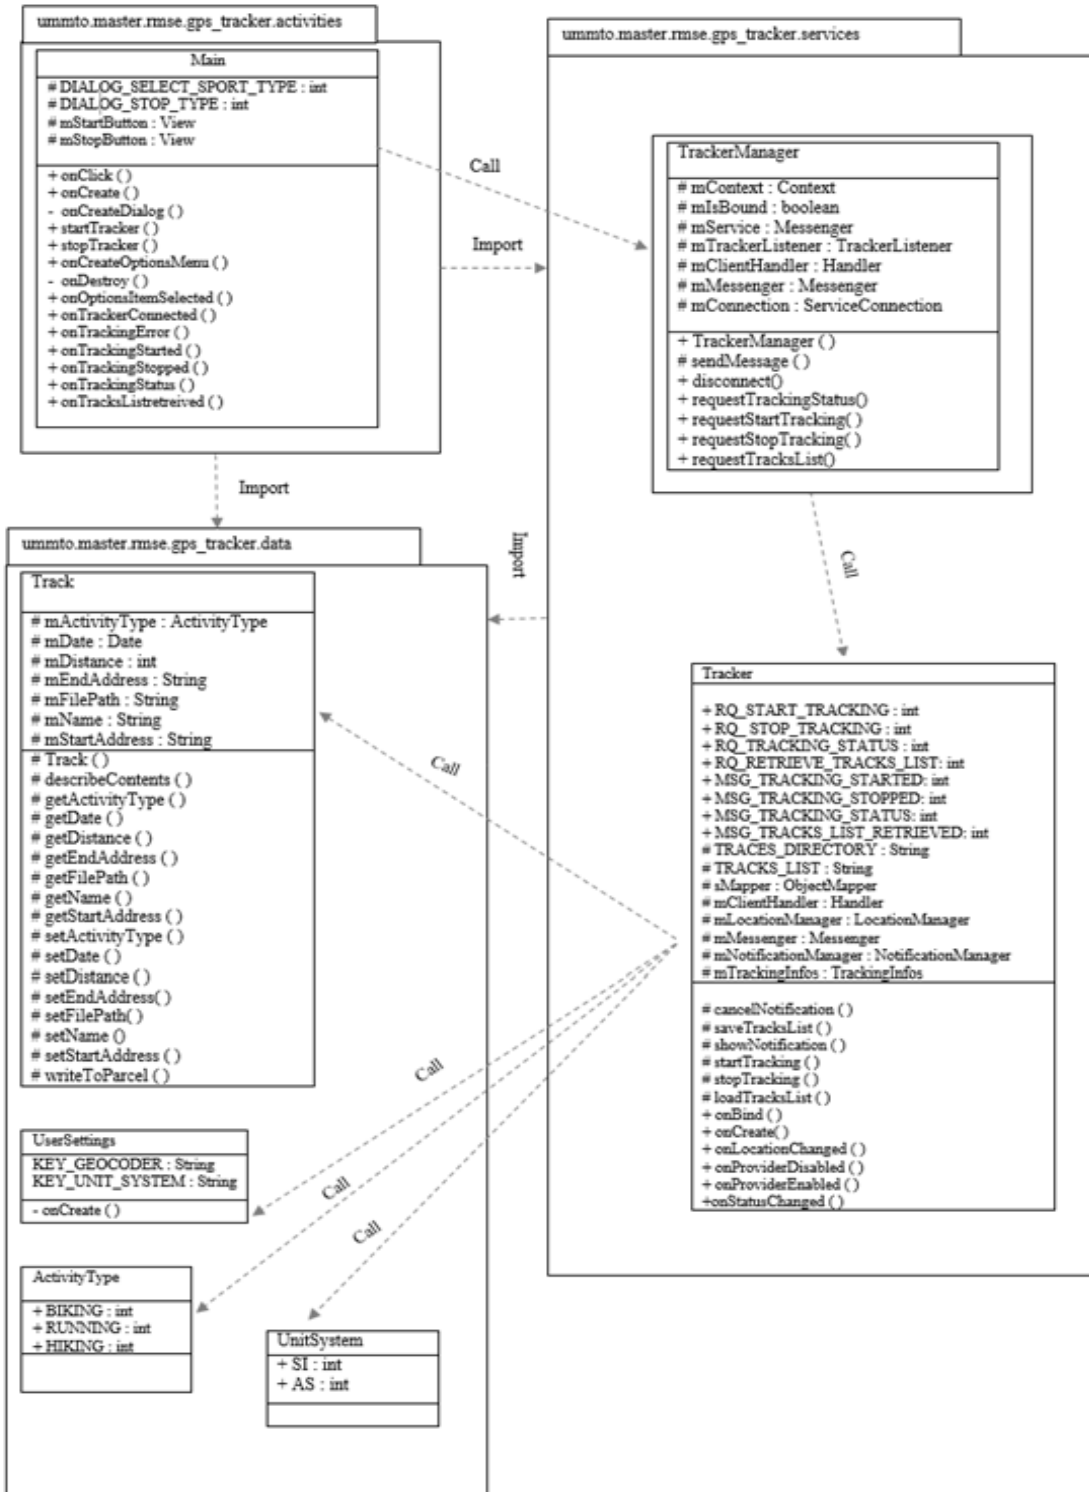 ummto.master.rmse.gps_tracker.activities
Main
# DIALOG_SELECT_SPORT_TYPE : int
# DIALOG_STOP_TYPE : int
# mStartButton : View
# mStopButton : View
+ onClick ( )
+ onCreate ( )
- onCreateDialog ( )
+ startTracker ( )
+ stopTracker ( )
+ onCreateOptionsMenu ( )
- onDestroy ( )
+ onOptionsItemSelected ( )
+ onTrackerConnected ( )
+ onTrackingError ( )
+ onTrackingStarted ( )
+ onTrackingStopped ( )
+ onTrackingStatus ( )
+ onTracksListretreived ( )
Call
Import
Import
ummto.master.rmse.gps_tracker.services
TrackerManager
# mContext : Context
# mIsBound : boolean
# mService : Messenger
# mTrackerListener : TrackerListener
# mClientHandler : Handler
# mMessenger : Messenger
# mConnection : ServiceConnection
+ TrackerManager ( )
# sendMessage ( )
+ disconnect()
+ requestTrackingStatus()
+ requestStartTracking( )
+ requestStopTracking( )
+ requestTracksList()
Call
Import
Tracker
+ RQ_START_TRACKING : int
+ RQ_ STOP_TRACKING : int
+ RQ_TRACKING_STATUS : int
+ RQ_RETRIEVE_TRACKS_LIST: int
+ MSG_TRACKING_STARTED: int
+ MSG_TRACKING_STOPPED: int
+ MSG_TRACKING_STATUS: int
+ MSG_TRACKS_LIST_RETRIEVED: int
# TRACES_DIRECTORY : String
# TRACKS_LIST : String
# sMapper : ObjectMapper
# mClientHandler : Handler
# mLocationManager : LocationManager
# mMessenger : Messenger
# mNotificationManager : NotificationManager
# mTrackingInfos : TrackingInfos
# cancelNotification ( )
# saveTracksList ( )
# showNotification ( )
# startTracking ( )
# stopTracking ( )
# loadTracksList ( )
+ onBind ( )
+ onCreate()
+ onLocationChanged ( )
+ onProviderDisabled ( )
+ onProviderEnabled ( )
+onStatusChanged ( )
ummto.master.rmse.gps_tracker.data
Track
# mActivityType : ActivityType
# mDate : Date
# mDistance : int
# mEndAddress : String
# mFilePath : String
# mName : String
# mStartAddress : String
# Track ( )
# describeContents ( )
# getActivityType ( )
# getDate ( )
# getDistance ( )
# getEndAddress ( )
# getFilePath ( )
# getName ( )
# getStartAddress ( )
# setActivityType ( )
# setDate ( )
# setDistance ( )
# setEndAddress( )
# setFilePath( )
# setName ()
# setStartAddress ( )
# writeToParcel ( )
Call
Call
Call
Call
UserSettings
KEY_GEOCODER : String
KEY_UNIT_SYSTEM : String
- onCreate ( )
ActivityType
+ BIKING : int
+ RUNNING : int
+ HIKING : int
UnitSystem
+ SI : int
+ AS : int